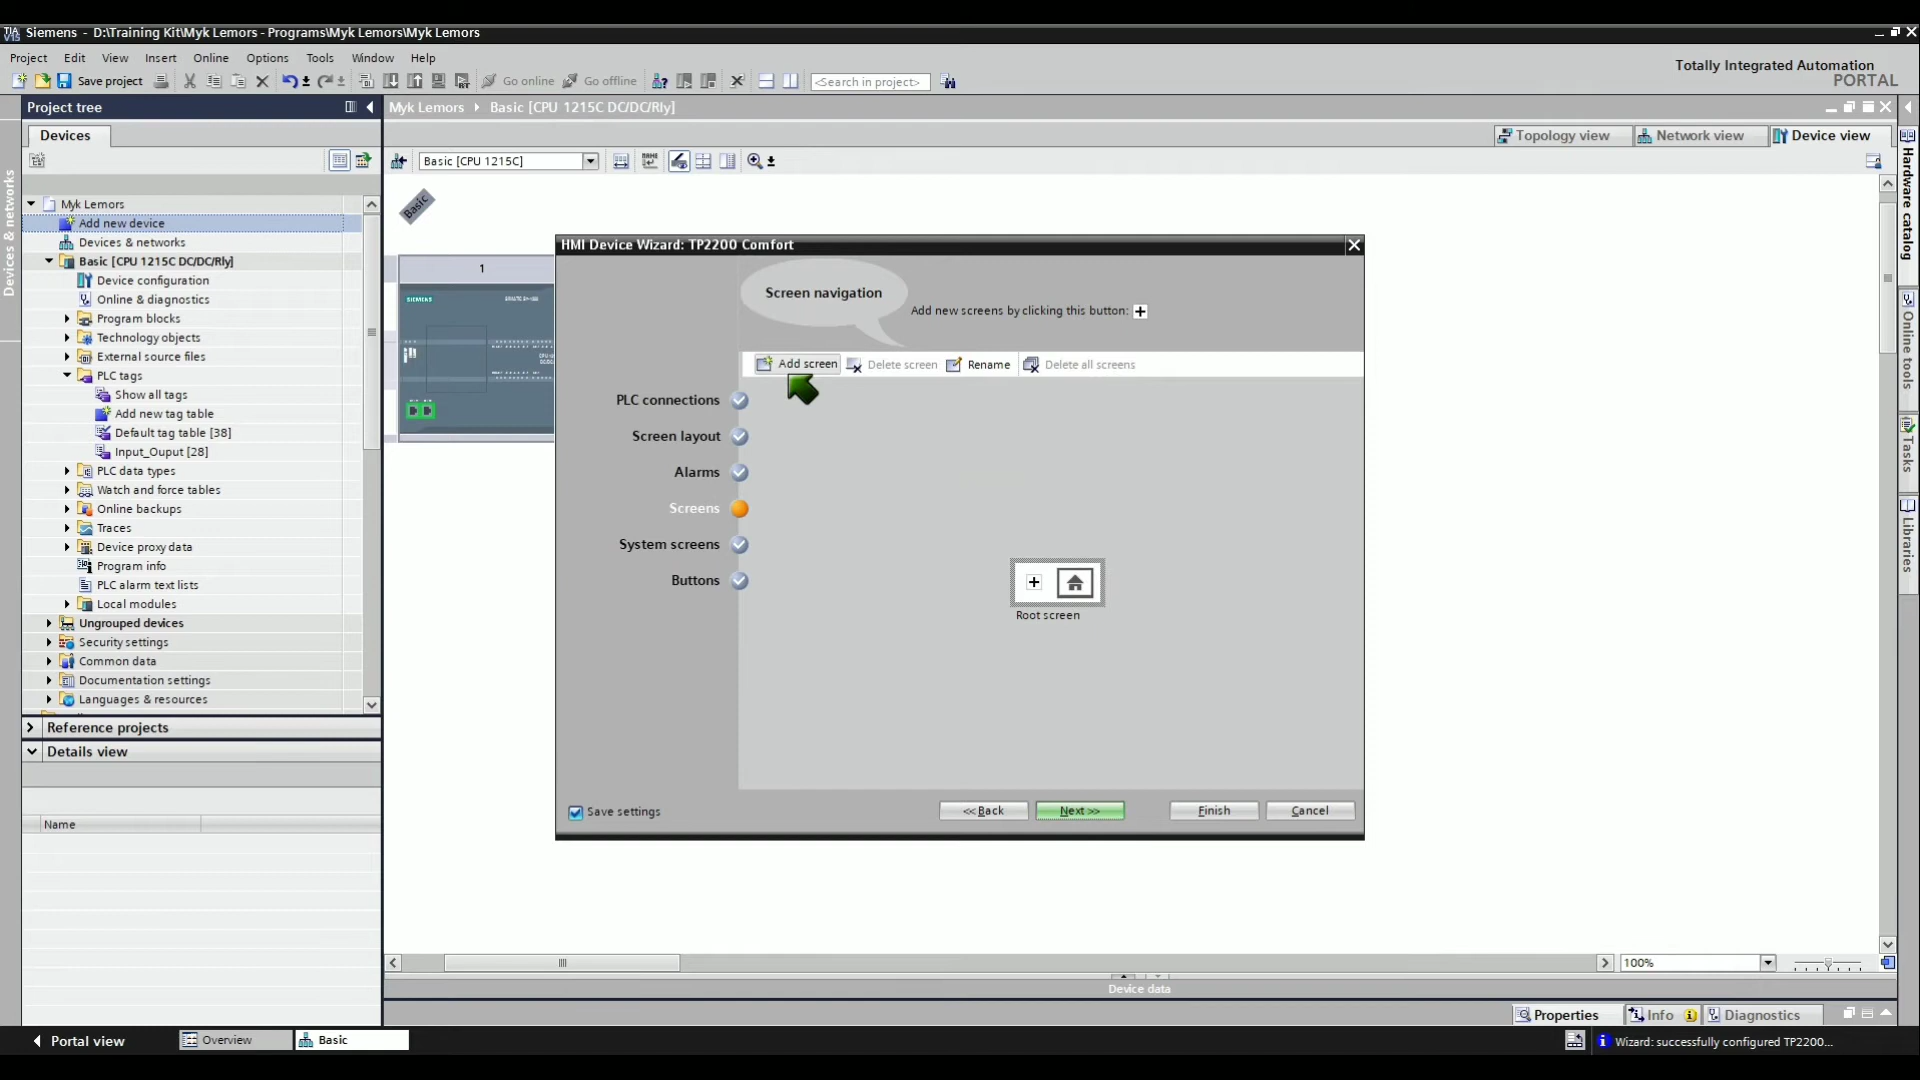 Siemens - D:\Training Kit\Myk Lemors - Programs\Myk Lemors\Myk Lemors
Project Edit View Insert Online Options Tools Window Help
Totally Integrated Automation
PORTAL
Save project
Go online
Go offline
<Search in project>
Project tree
Myk Lemors Basic [CPU 1215C DC/DC/Rly]
Devices
Topology view
Network view
Device view
Basic [CPU 1215C]
Devices & networks
Hardware catalog
Online tools
Tasks
Libraries
Myk Lemors
Add new device
Devices & networks
Basic [CPU 1215C DC/DC/Rly]
Device configuration
Online & diagnostics
Program blocks
Technology objects
External source files
PLC tags
Show all tags
Add new tag table
Default tag table [38]
Input_Ouput [28]
PLC data types
Watch and force tables
Online backups
Traces
Device proxy data
Program info
PLC alarm text lists
Local modules
Ungrouped devices
Security settings
Common data
Documentation settings
Languages & resources
Reference projects
Details view
Name
Basic
1
SIEMENS
HMI Device Wizard: TP2200 Comfort
Screen navigation
Add new screens by clicking this button:
Add screen
Delete screen
Rename
Delete all screens
PLC connections
Screen layout
Alarms
Screens
System screens
Buttons
Root screen
Save settings
<< Back
Next >>
Finish
Cancel
100%
Device data
Properties
Info
Diagnostics
Portal view
Overview
Basic
Wizard: successfully configured TP2200...